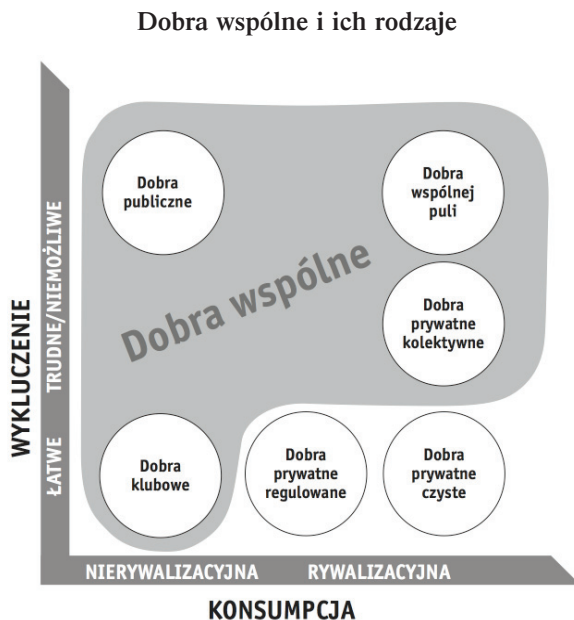 Dobra wspólne i ich rodzaje
Dobra
publiczne
Dobra
wspólnej
puli
Dobra wspólne
Dobra
prywatne
kolektywne
Dobra
klubowe
Dobra
prywatne
regulowane
Dobra
prywatne
czyste
WYKLUCZENIE
TRUDNE/NIEMOŻLIWE
ŁATWE
NIERYWALIZACYJNA
RYWALIZACYJNA
KONSUMPCJA